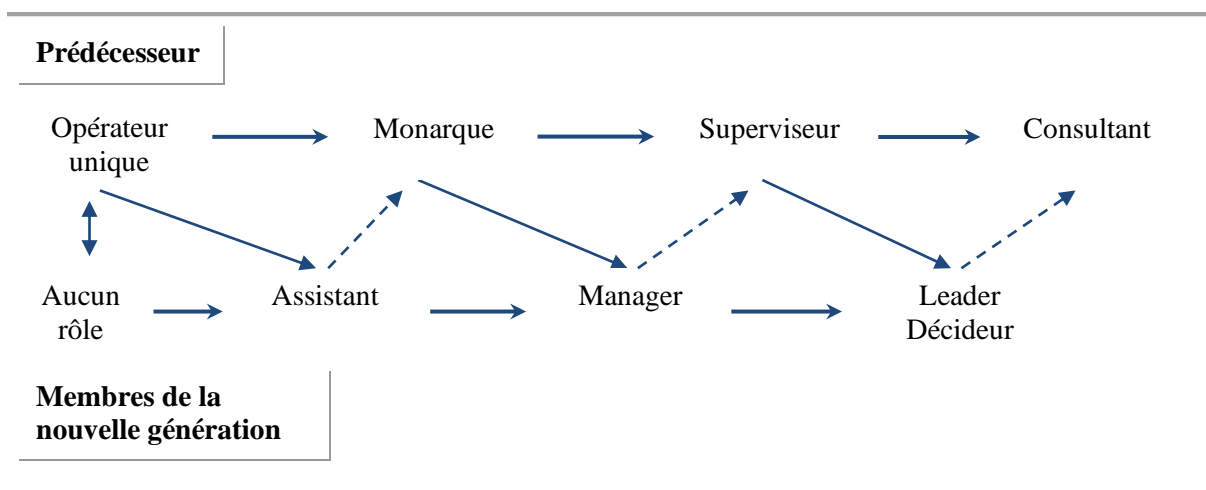 Prédécesseur
Opérateur
unique
Monarque
Superviseur
Consultant
Aucun
rôle
Assistant
Manager
Leader
Décideur
Membres de la
nouvelle génération